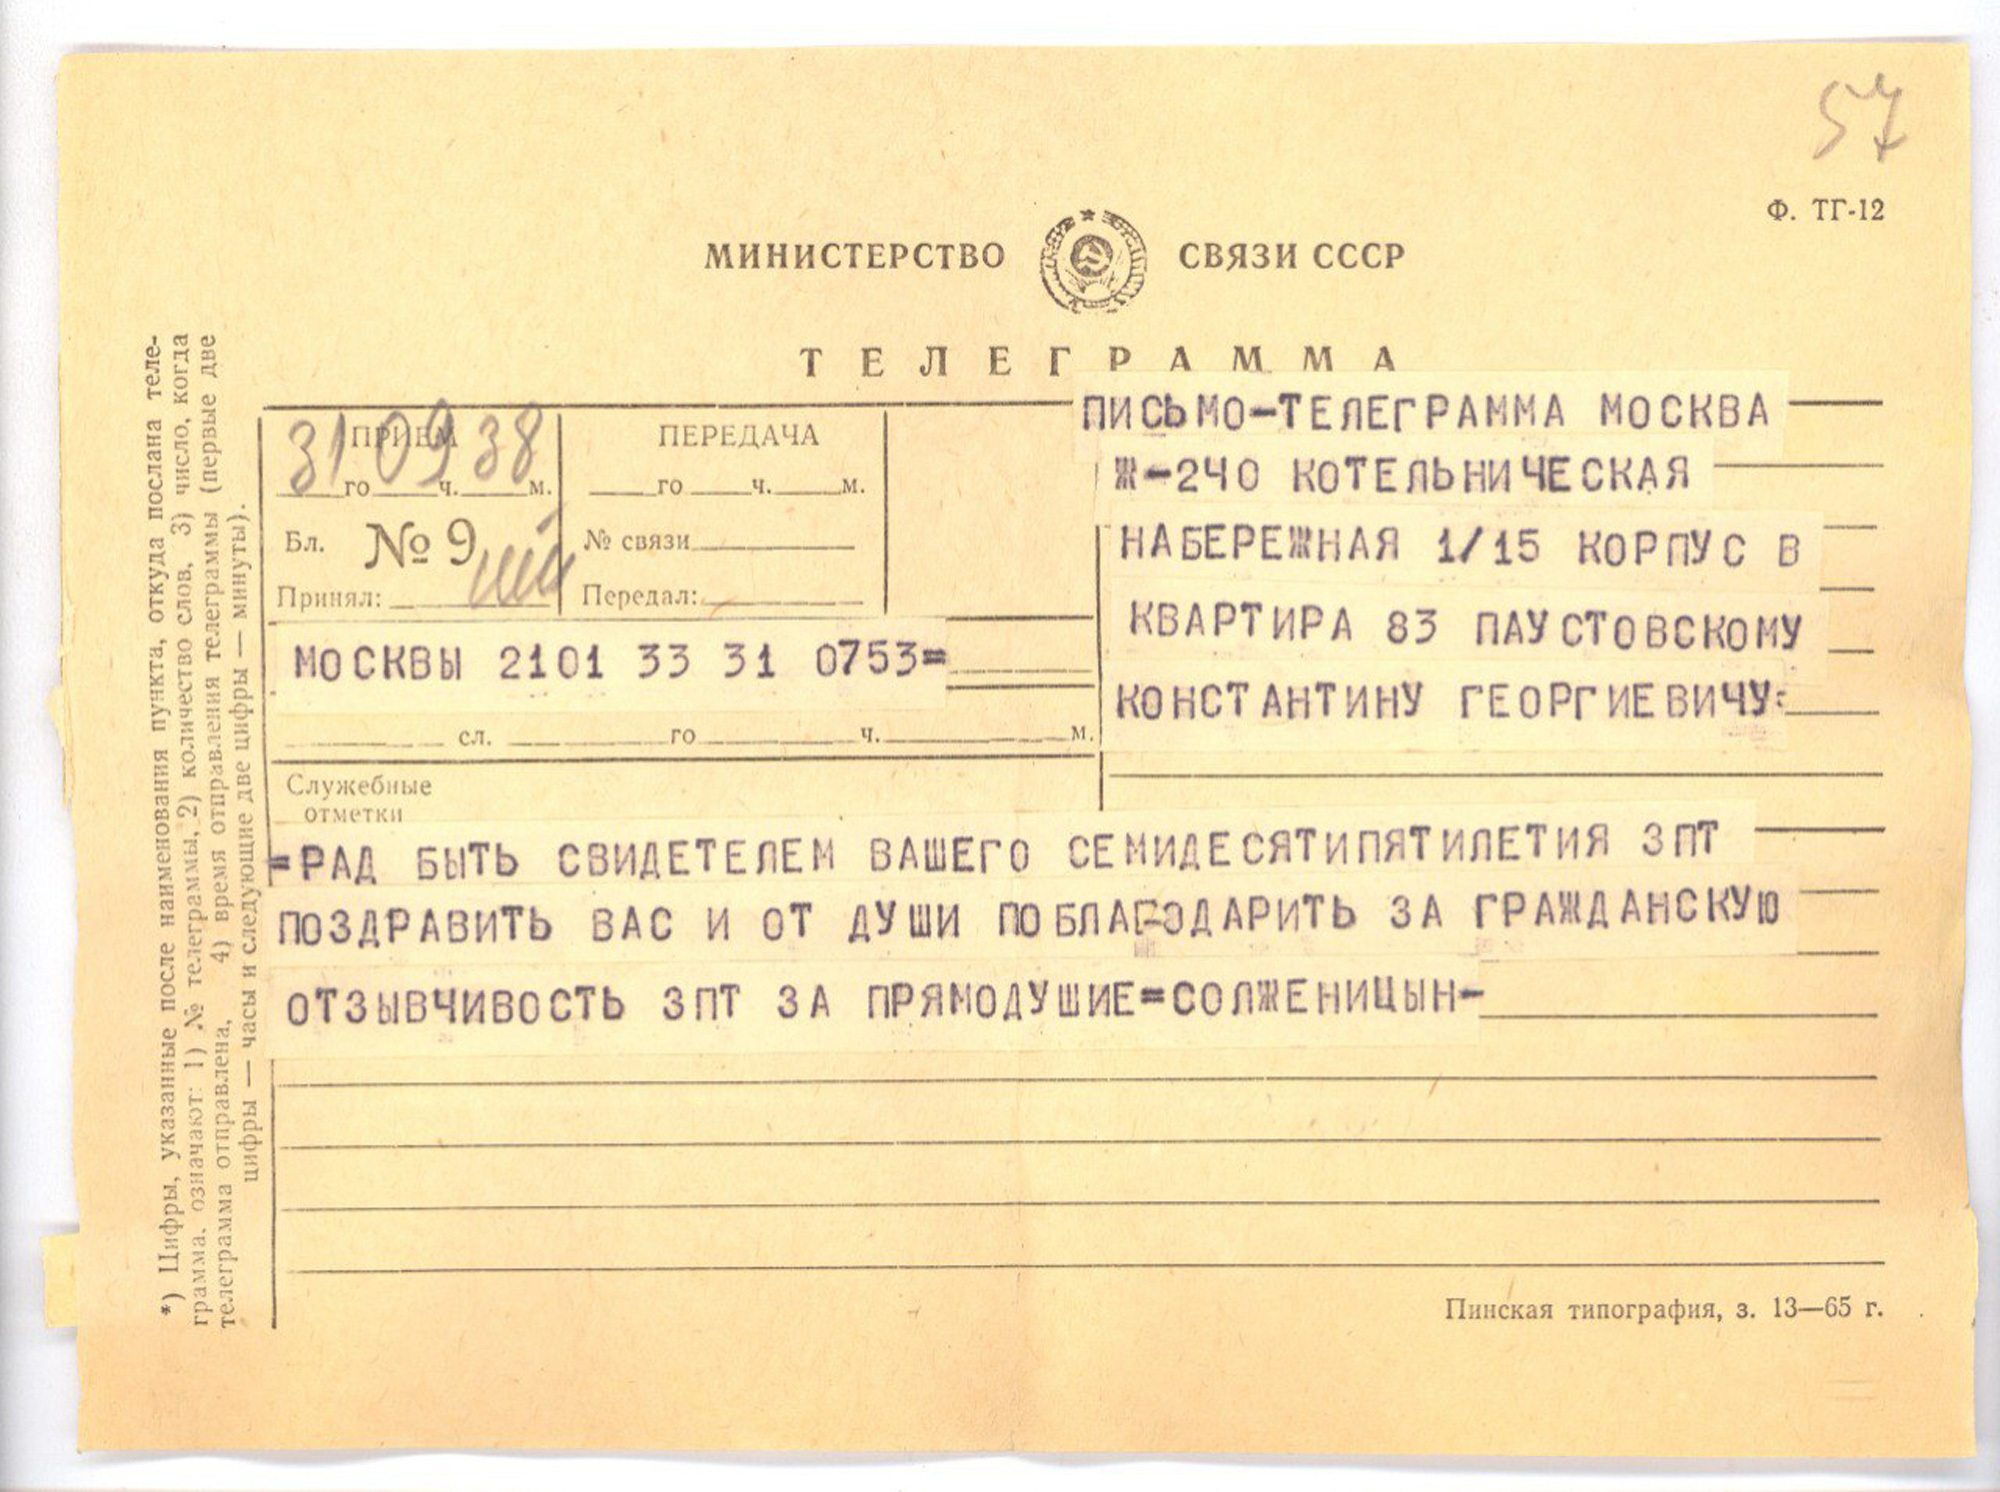 57
Ф. ТГ-12
МИНИСТЕРСТВО СВЯЗИ СССР
ТЕЛЕГРАММА
31 09 38
ПРИЕМ
го ч. м.
Бл. № 9
Принял:
ПЕРЕДАЧА
го ч. м.
№ связи
Передал:
ПИСЬМО-ТЕЛЕГРАММА МОСКВА
Ж-240 КОТЕЛЬНИЧЕСКАЯ
НАБЕРЕЖНАЯ 1/15 КОРПУС В
КВАРТИРА 83 ПАУСТОВСКОМУ
КОНСТАНТИНУ ГЕОРГИЕВИЧУ=
МОСКВЫ 2101 33 31 0753=
сл. го ч. м.
Служебные
отметки
=РАД БЫТЬ СВИДЕТЕЛЕМ ВАШЕГО СЕМИДЕСЯТИПЯТИЛЕТИЯ ЗПТ
ПОЗДРАВИТЬ ВАС И ОТ ДУШИ ПОБЛАГОДАРИТЬ ЗА ГРАЖДАНСКУЮ
ОТЗЫВЧИВОСТЬ ЗПТ ЗА ПРЯМОДУШИЕ=СОЛЖЕНИЦЫН-
*) Цифры, указанные после наименования пункта, откуда послана теле-
грамма, означают: 1) № телеграммы, 2) количество слов, 3) число, когда
телеграмма отправлена, 4) время отправления телеграммы (первые две
цифры — часы и следующие две цифры — минуты).
Пинская типография, з. 13—65 г.